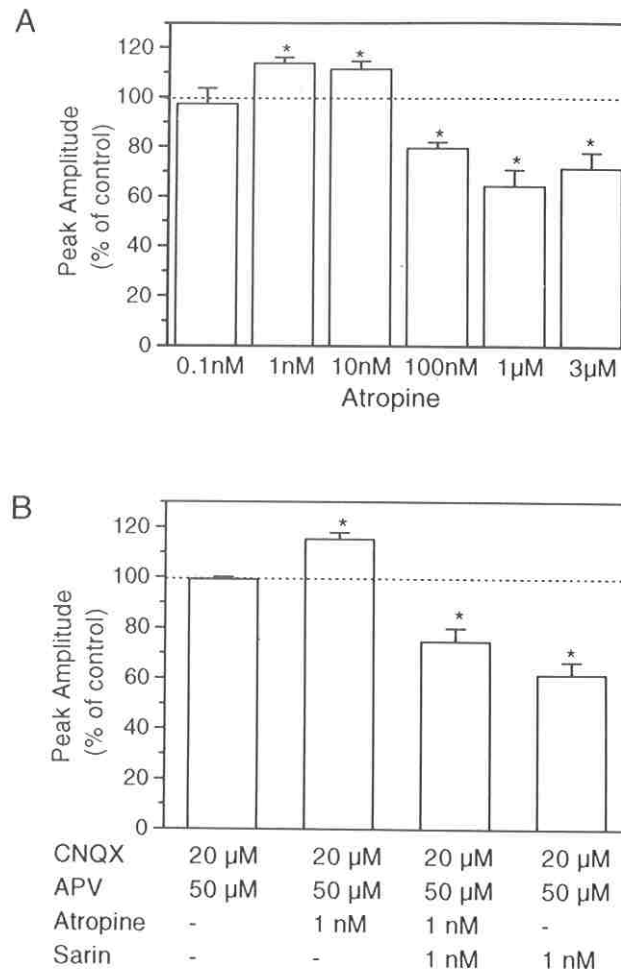 A
Peak Amplitude
(% of control)
120
100
80
60
40
20
0
* * * * *
0.1nM 1nM 10nM 100nM 1µM 3µM
Atropine
B
Peak Amplitude
(% of control)
120
100
80
60
40
20
0
* * *
CNQX 20 µM 20 µM 20 µM 20 µM
APV 50 µM 50 µM 50 µM 50 µM
Atropine - 1 nM 1 nM -
Sarin - - 1 nM 1 nM